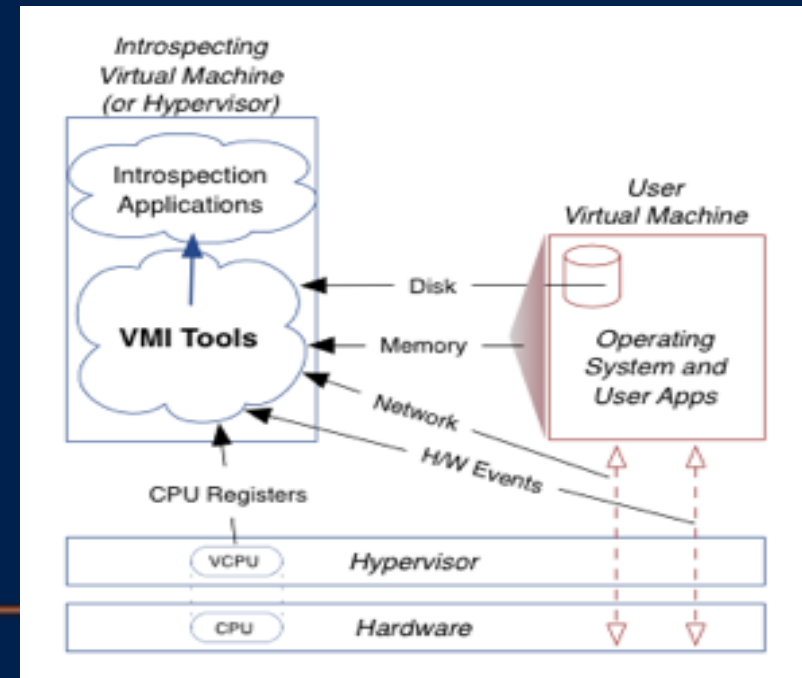 Introspecting
Virtual Machine
(or Hypervisor)
Introspection
Applications
VMI Tools
User
Virtual Machine
Disk
Memory
Network
H/W Events
Operating
System and
User Apps
CPU Registers
VCPU
Hypervisor
CPU
Hardware